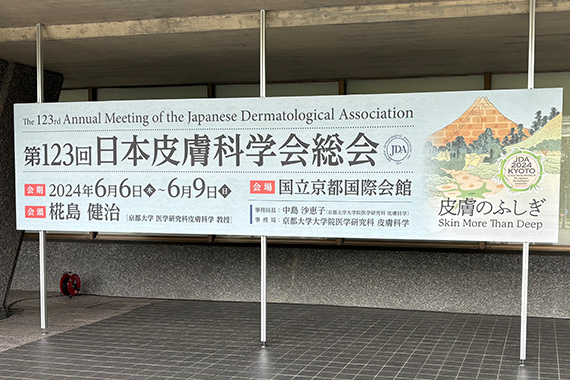 The 123rd Annual Meeting of the Japanese Dermatological Association
第123回日本皮膚科学会総会
JDA
会期 2024年6月6日木～6月9日日
会場 国立京都国際会館
会頭 椛島 健治 [京都大学 医学研究科皮膚科学 教授]
事務局長：中島 沙恵子 [京都大学大学院医学研究科 皮膚科学]
事務局：京都大学大学院医学研究科 皮膚科学
JDA
2024
KYOTO
皮膚のふしぎ
Skin More Than Deep